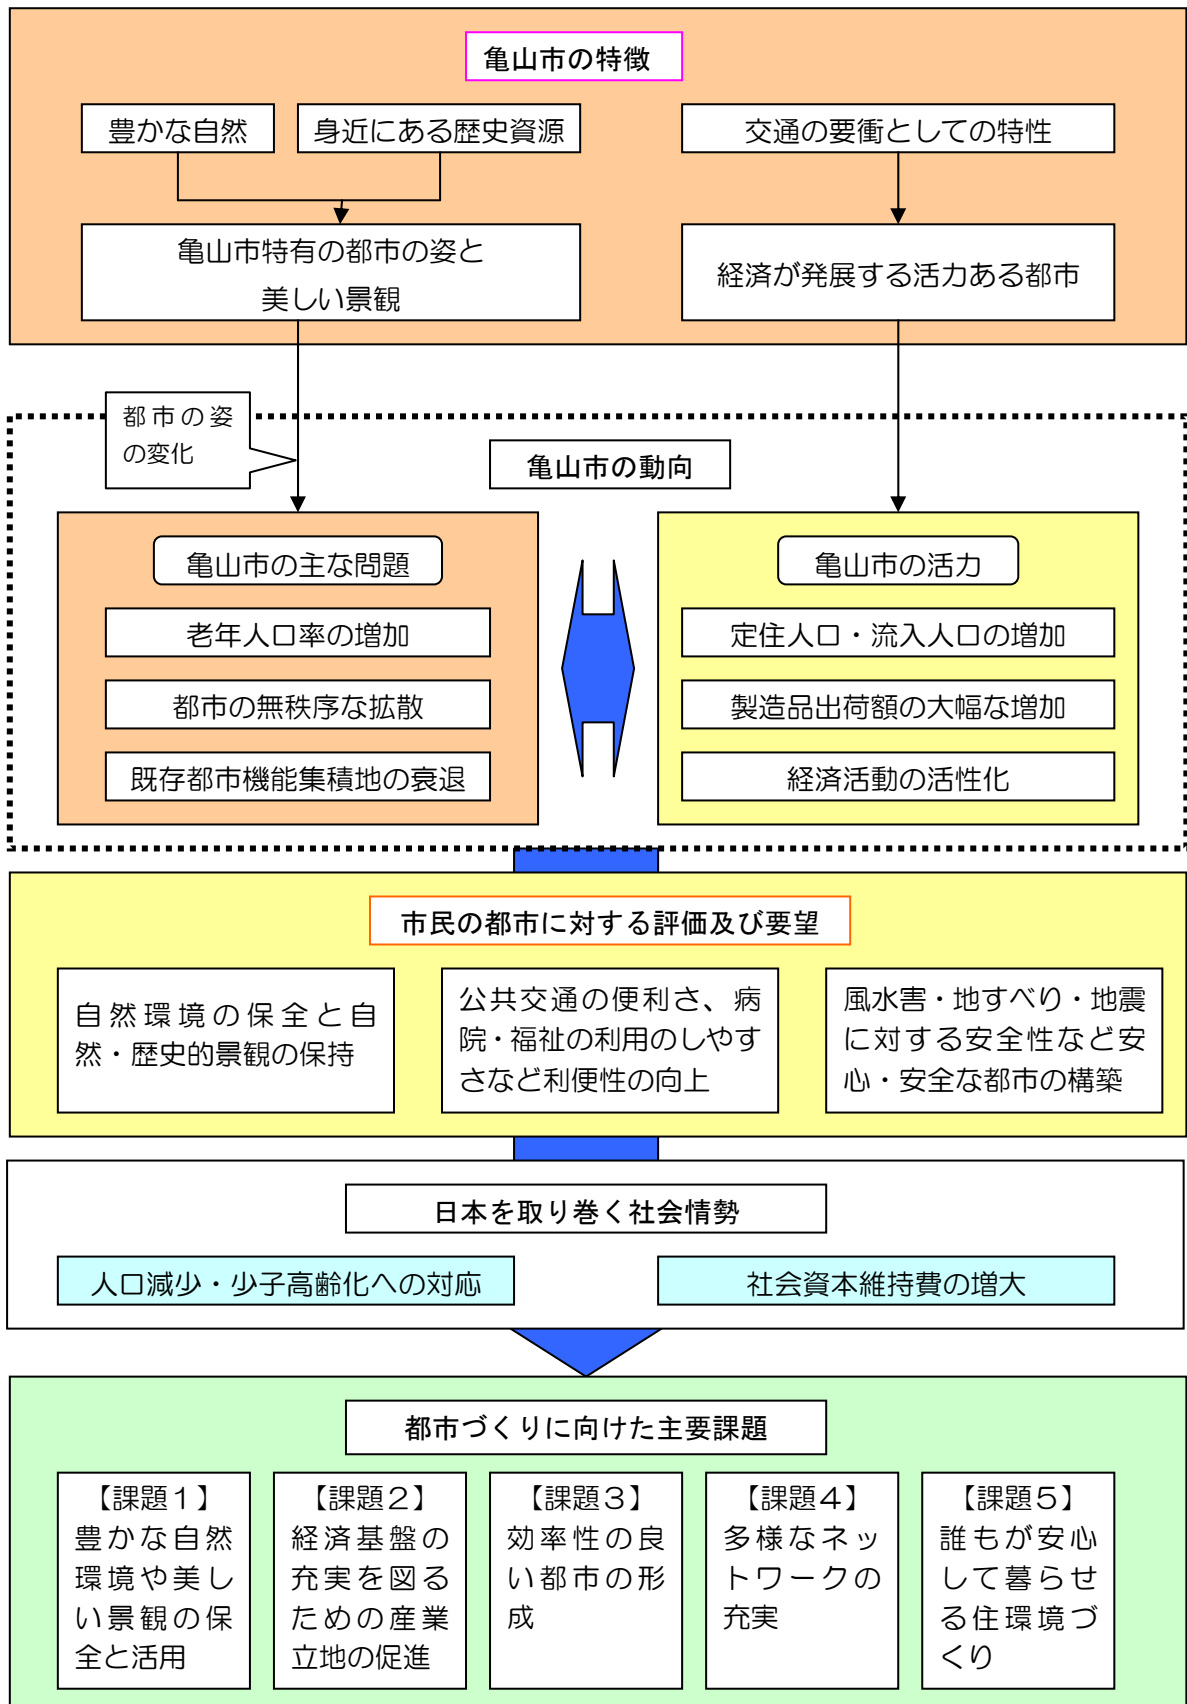 亀山市の特徴
豊かな自然
身近にある歴史資源
交通の要衝としての特性
亀山市特有の都市の姿と
美しい景観
経済が発展する活力ある都市
都市の姿
の変化
亀山市の動向
亀山市の主な問題
老年人口率の増加
都市の無秩序な拡散
既存都市機能集積地の衰退
亀山市の活力
定住人口・流入人口の増加
製造品出荷額の大幅な増加
経済活動の活性化
市民の都市に対する評価及び要望
自然環境の保全と自
然・歴史的景観の保持
公共交通の便利さ、病
院・福祉の利用のしやす
さなど利便性の向上
風水害・地すべり・地震
に対する安全性など安
心・安全な都市の構築
日本を取り巻く社会情勢
人口減少・少子高齢化への対応
社会資本維持費の増大
都市づくりに向けた主要課題
【課題1】
豊かな自然
環境や美し
い景観の保
全と活用
【課題2】
経済基盤の
充実を図る
ための産業
立地の促進
【課題3】
効率性の良
い都市の形
成
【課題4】
多様なネッ
トワークの
充実
【課題5】
誰もが安心
して暮らせ
る住環境づ
くり